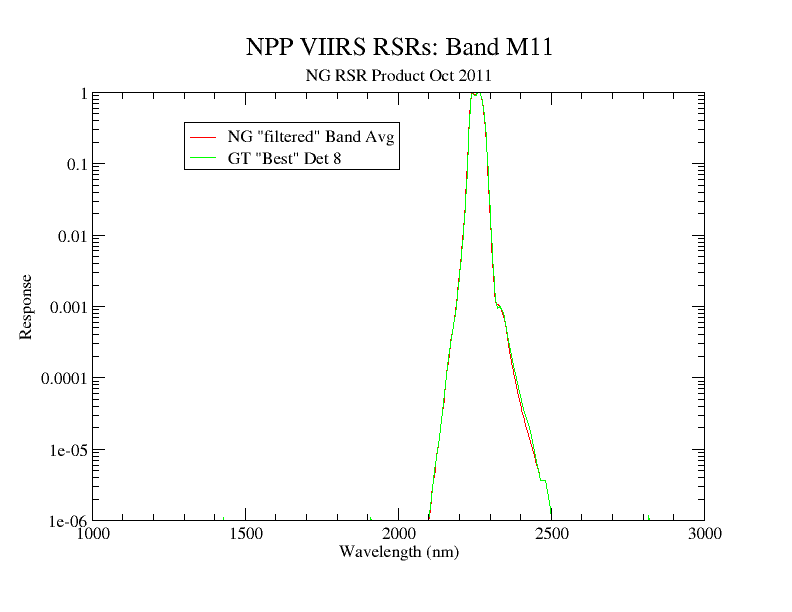 NPP VIIRS RSRs: Band M11
NG RSR Product Oct 2011
NG "filtered" Band Avg
GT "Best" Det 8
1
0.1
0.01
0.001
0.0001
1e-05
1e-06
Response
1000 1500 2000 2500 3000
Wavelength (nm)